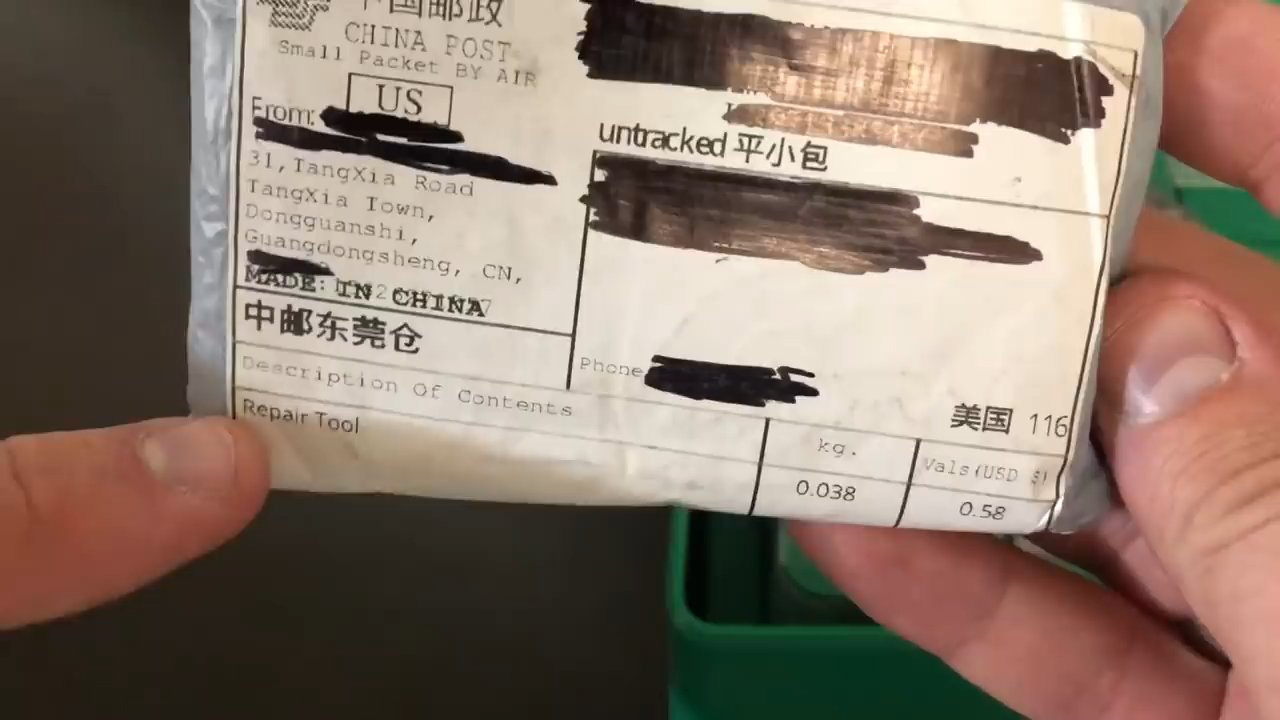 中国邮政
CHINA POST
Small Packet BY AIR
US
From:
31,TangXia Road
TangXia Town,
Dongguanshi,
Guangdongsheng, CN,
MADE IN CHINA
中邮东莞仓
untracked 平小包
Phone
美国 116
Description Of Contents
kg.
Vals(USD $)
Repair Tool
0.038
0.58